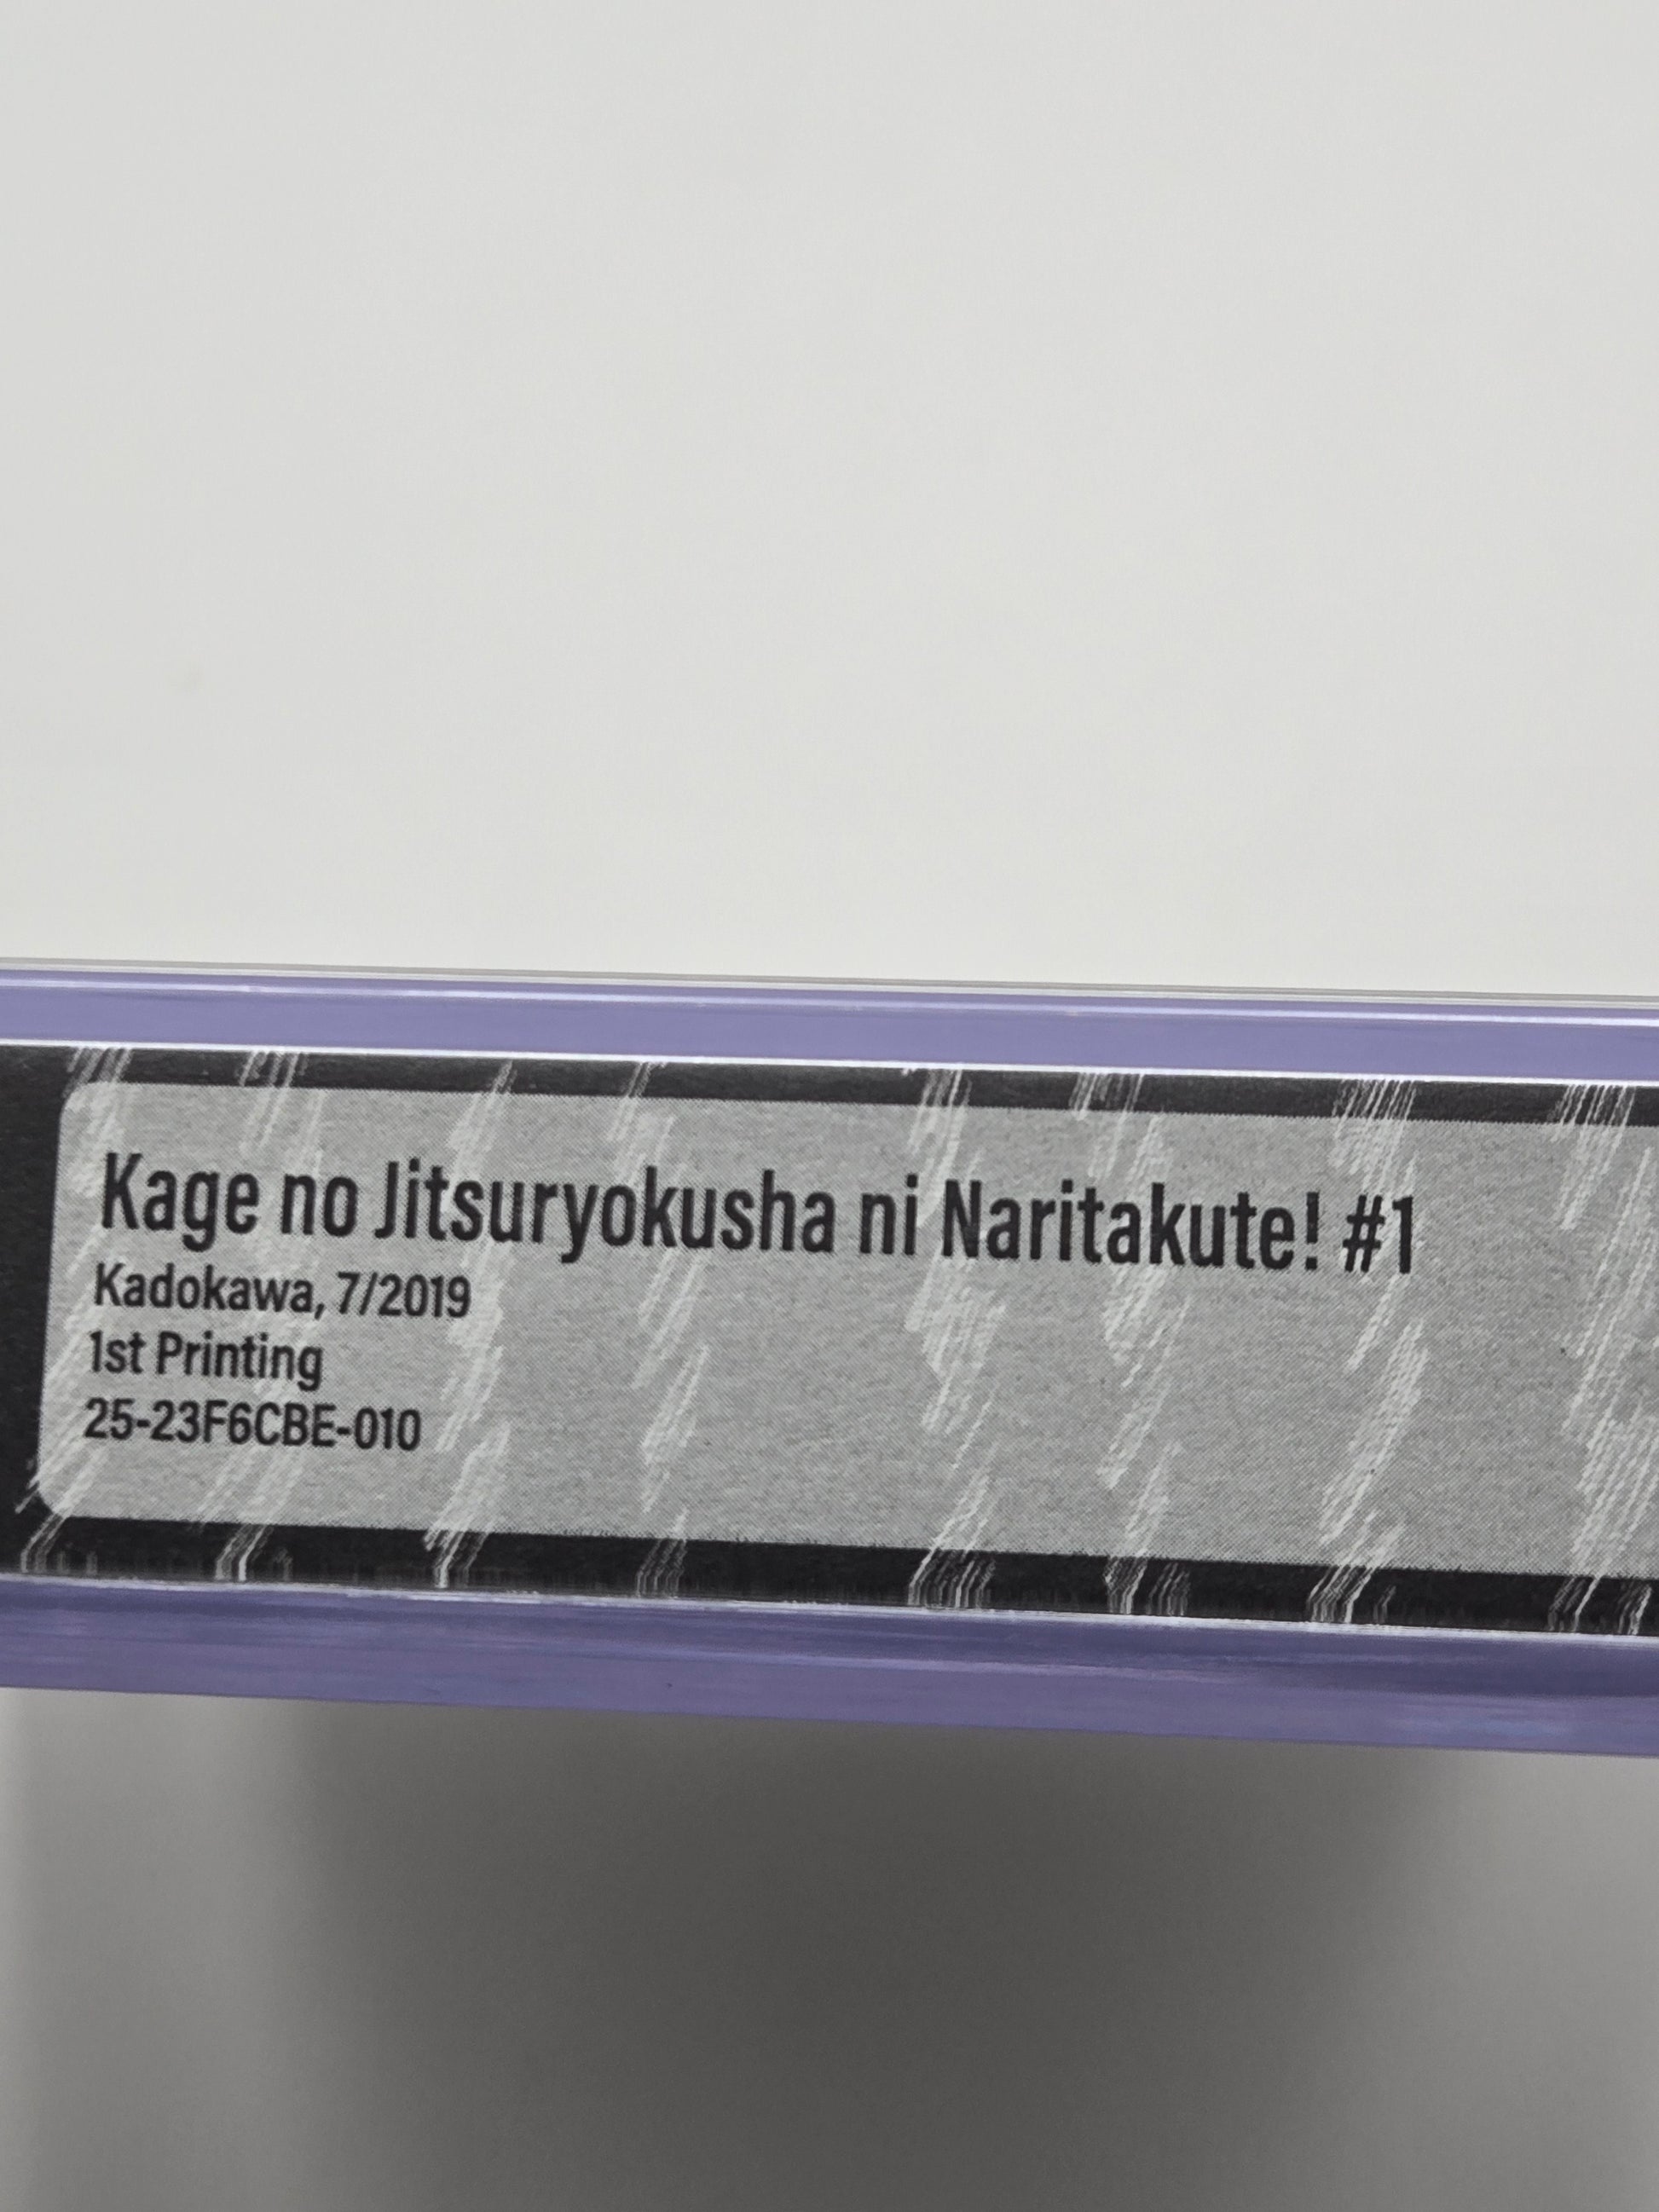 Kage no Jitsuryokusha ni Naritakute! #1
Kadokawa, 7/2019
1st Printing
25-23F6CBE-010